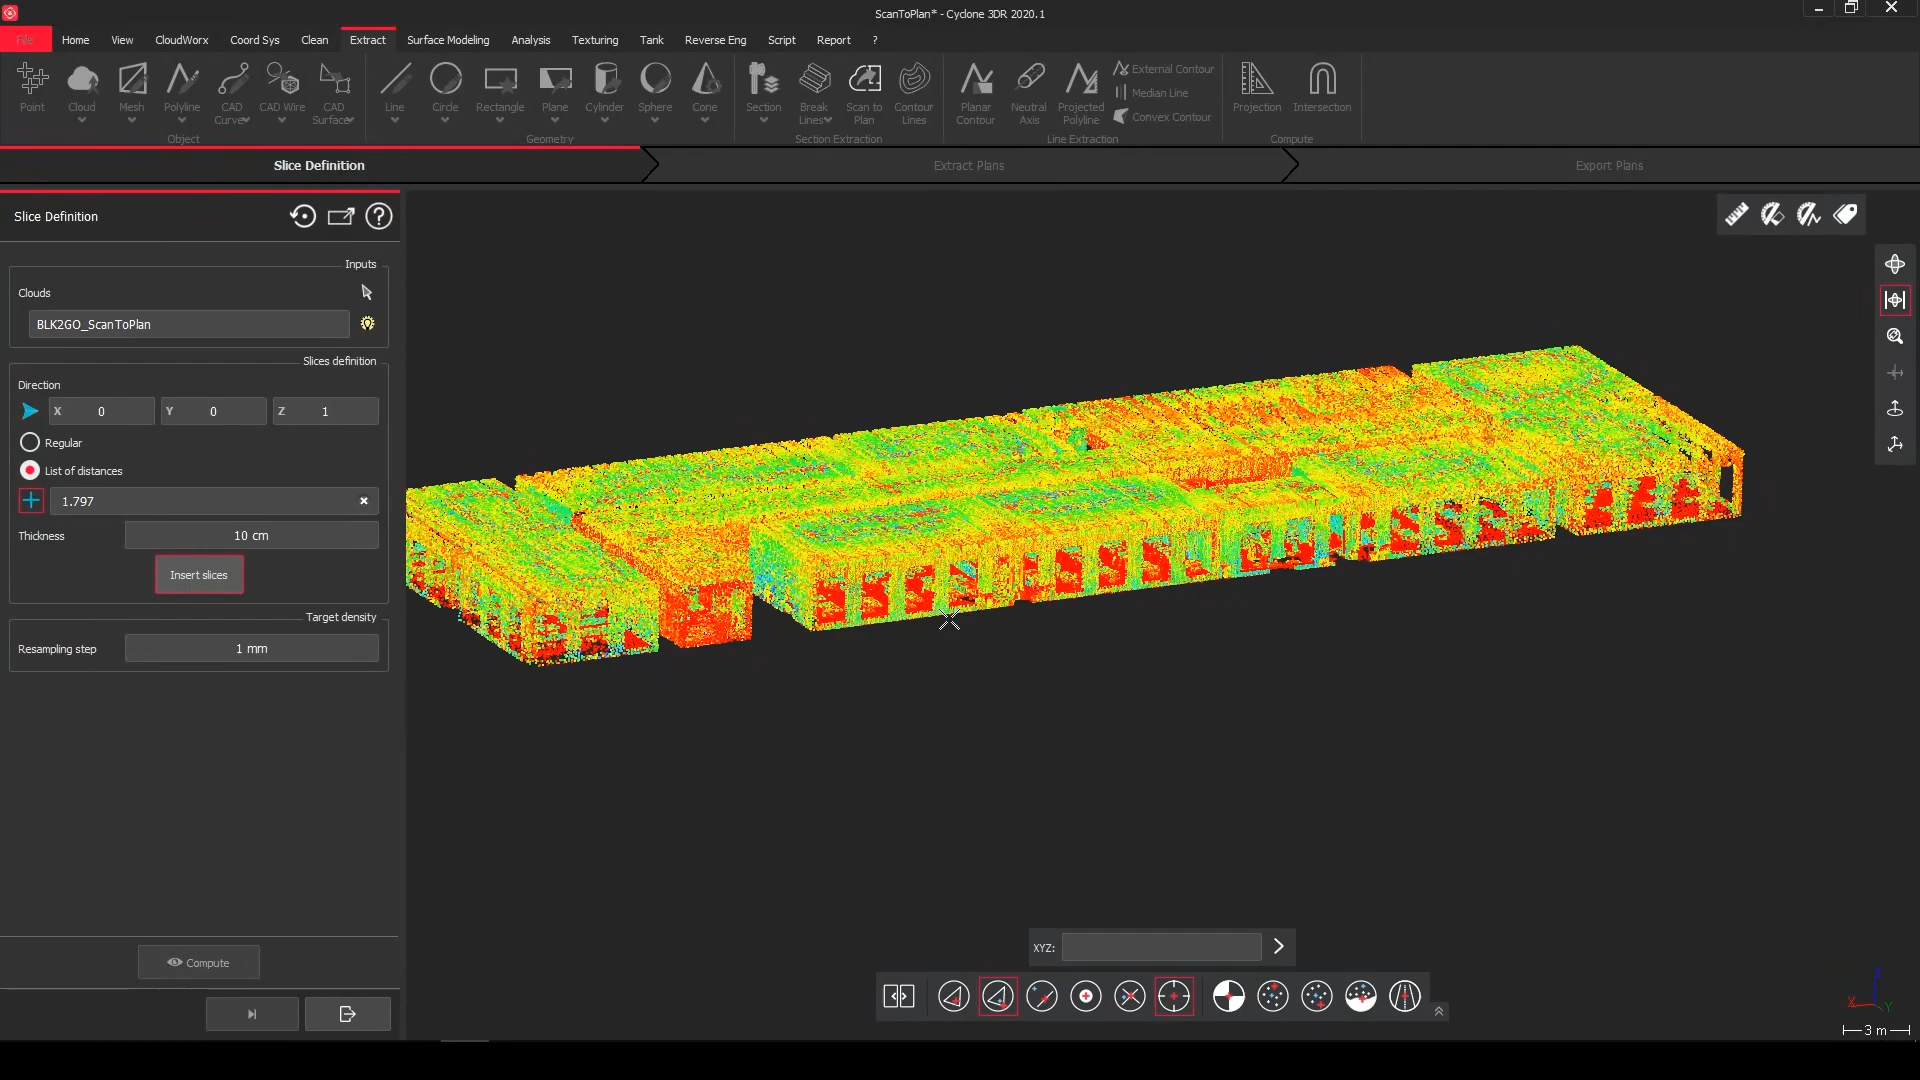 ScanToPlan* - Cyclone 3DR 2020.1
File Home View CloudWorx Coord Sys Clean Extract Surface Modeling Analysis Texturing Tank Reverse Eng Script Report ?
Point Cloud Mesh Polyline CAD Curve CAD Wire CAD Surface
Object
Line Circle Rectangle Plane Cylinder Sphere Cone
Geometry
Section Break Lines Scan to Plan Contour Lines
Section Extraction
Planar Contour Neutral Axis Projected Polyline
External Contour
Median Line
Convex Contour
Line Extraction
Projection Intersection
Compute
Slice Definition Extract Plans Export Plans
Slice Definition
Inputs
Clouds
BLK2GO_ScanToPlan
Slices definition
Direction
X 0 Y 0 Z 1
Regular
List of distances
1.797
Thickness 10 cm
Insert slices
Target density
Resampling step 1 mm
Compute
XYZ:
Z
X Y
3 m